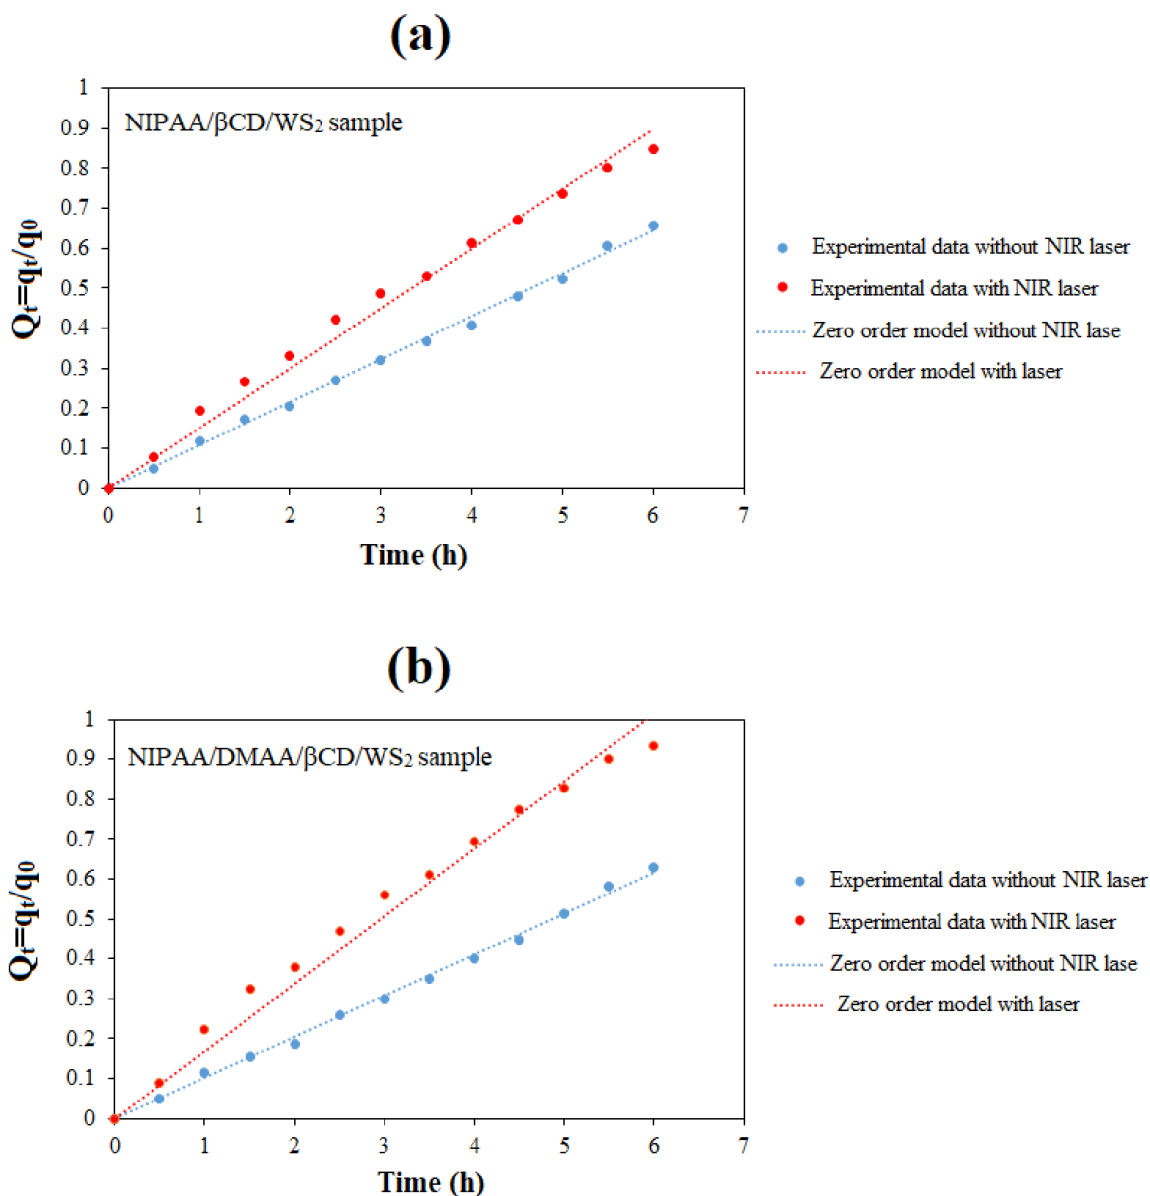 (a)
1
0.9
0.8
0.7
0.6
0.5
0.4
0.3
0.2
0.1
0
NIPAA/βCD/WS₂ sample
Qₜ=qₜ/q₀
0 1 2 3 4 5 6 7
Time (h)
Experimental data without NIR laser
Experimental data with NIR laser
Zero order model without NIR lase
Zero order model with laser
(b)
1
0.9
0.8
0.7
0.6
0.5
0.4
0.3
0.2
0.1
0
NIPAA/DMAA/βCD/WS₂ sample
Qₜ=qₜ/q₀
0 1 2 3 4 5 6 7
Time (h)
Experimental data without NIR laser
Experimental data with NIR laser
Zero order model without NIR lase
Zero order model with laser